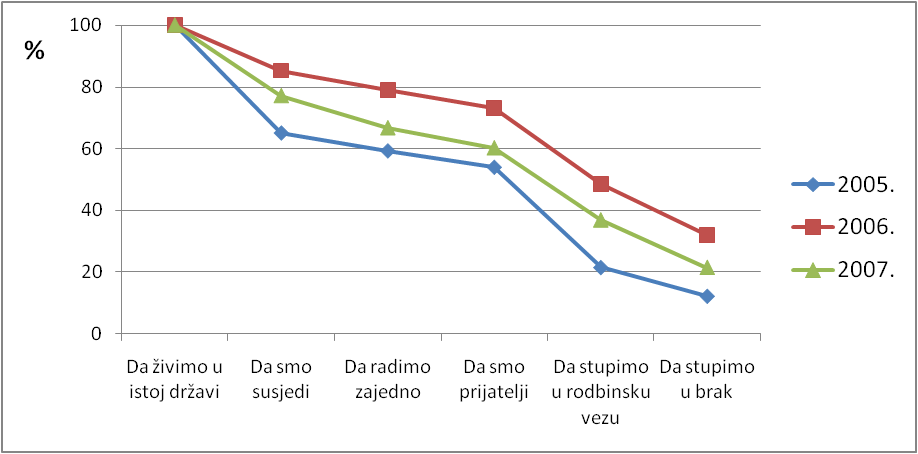 %
100
80
60
40
20
0
Da živimo u
istoj državi
Da smo
susjedi
Da radimo
zajedno
Da smo
prijatelji
Da stupimo
u rodbinsku
vezu
Da stupimo
u brak
2005.
2006.
2007.